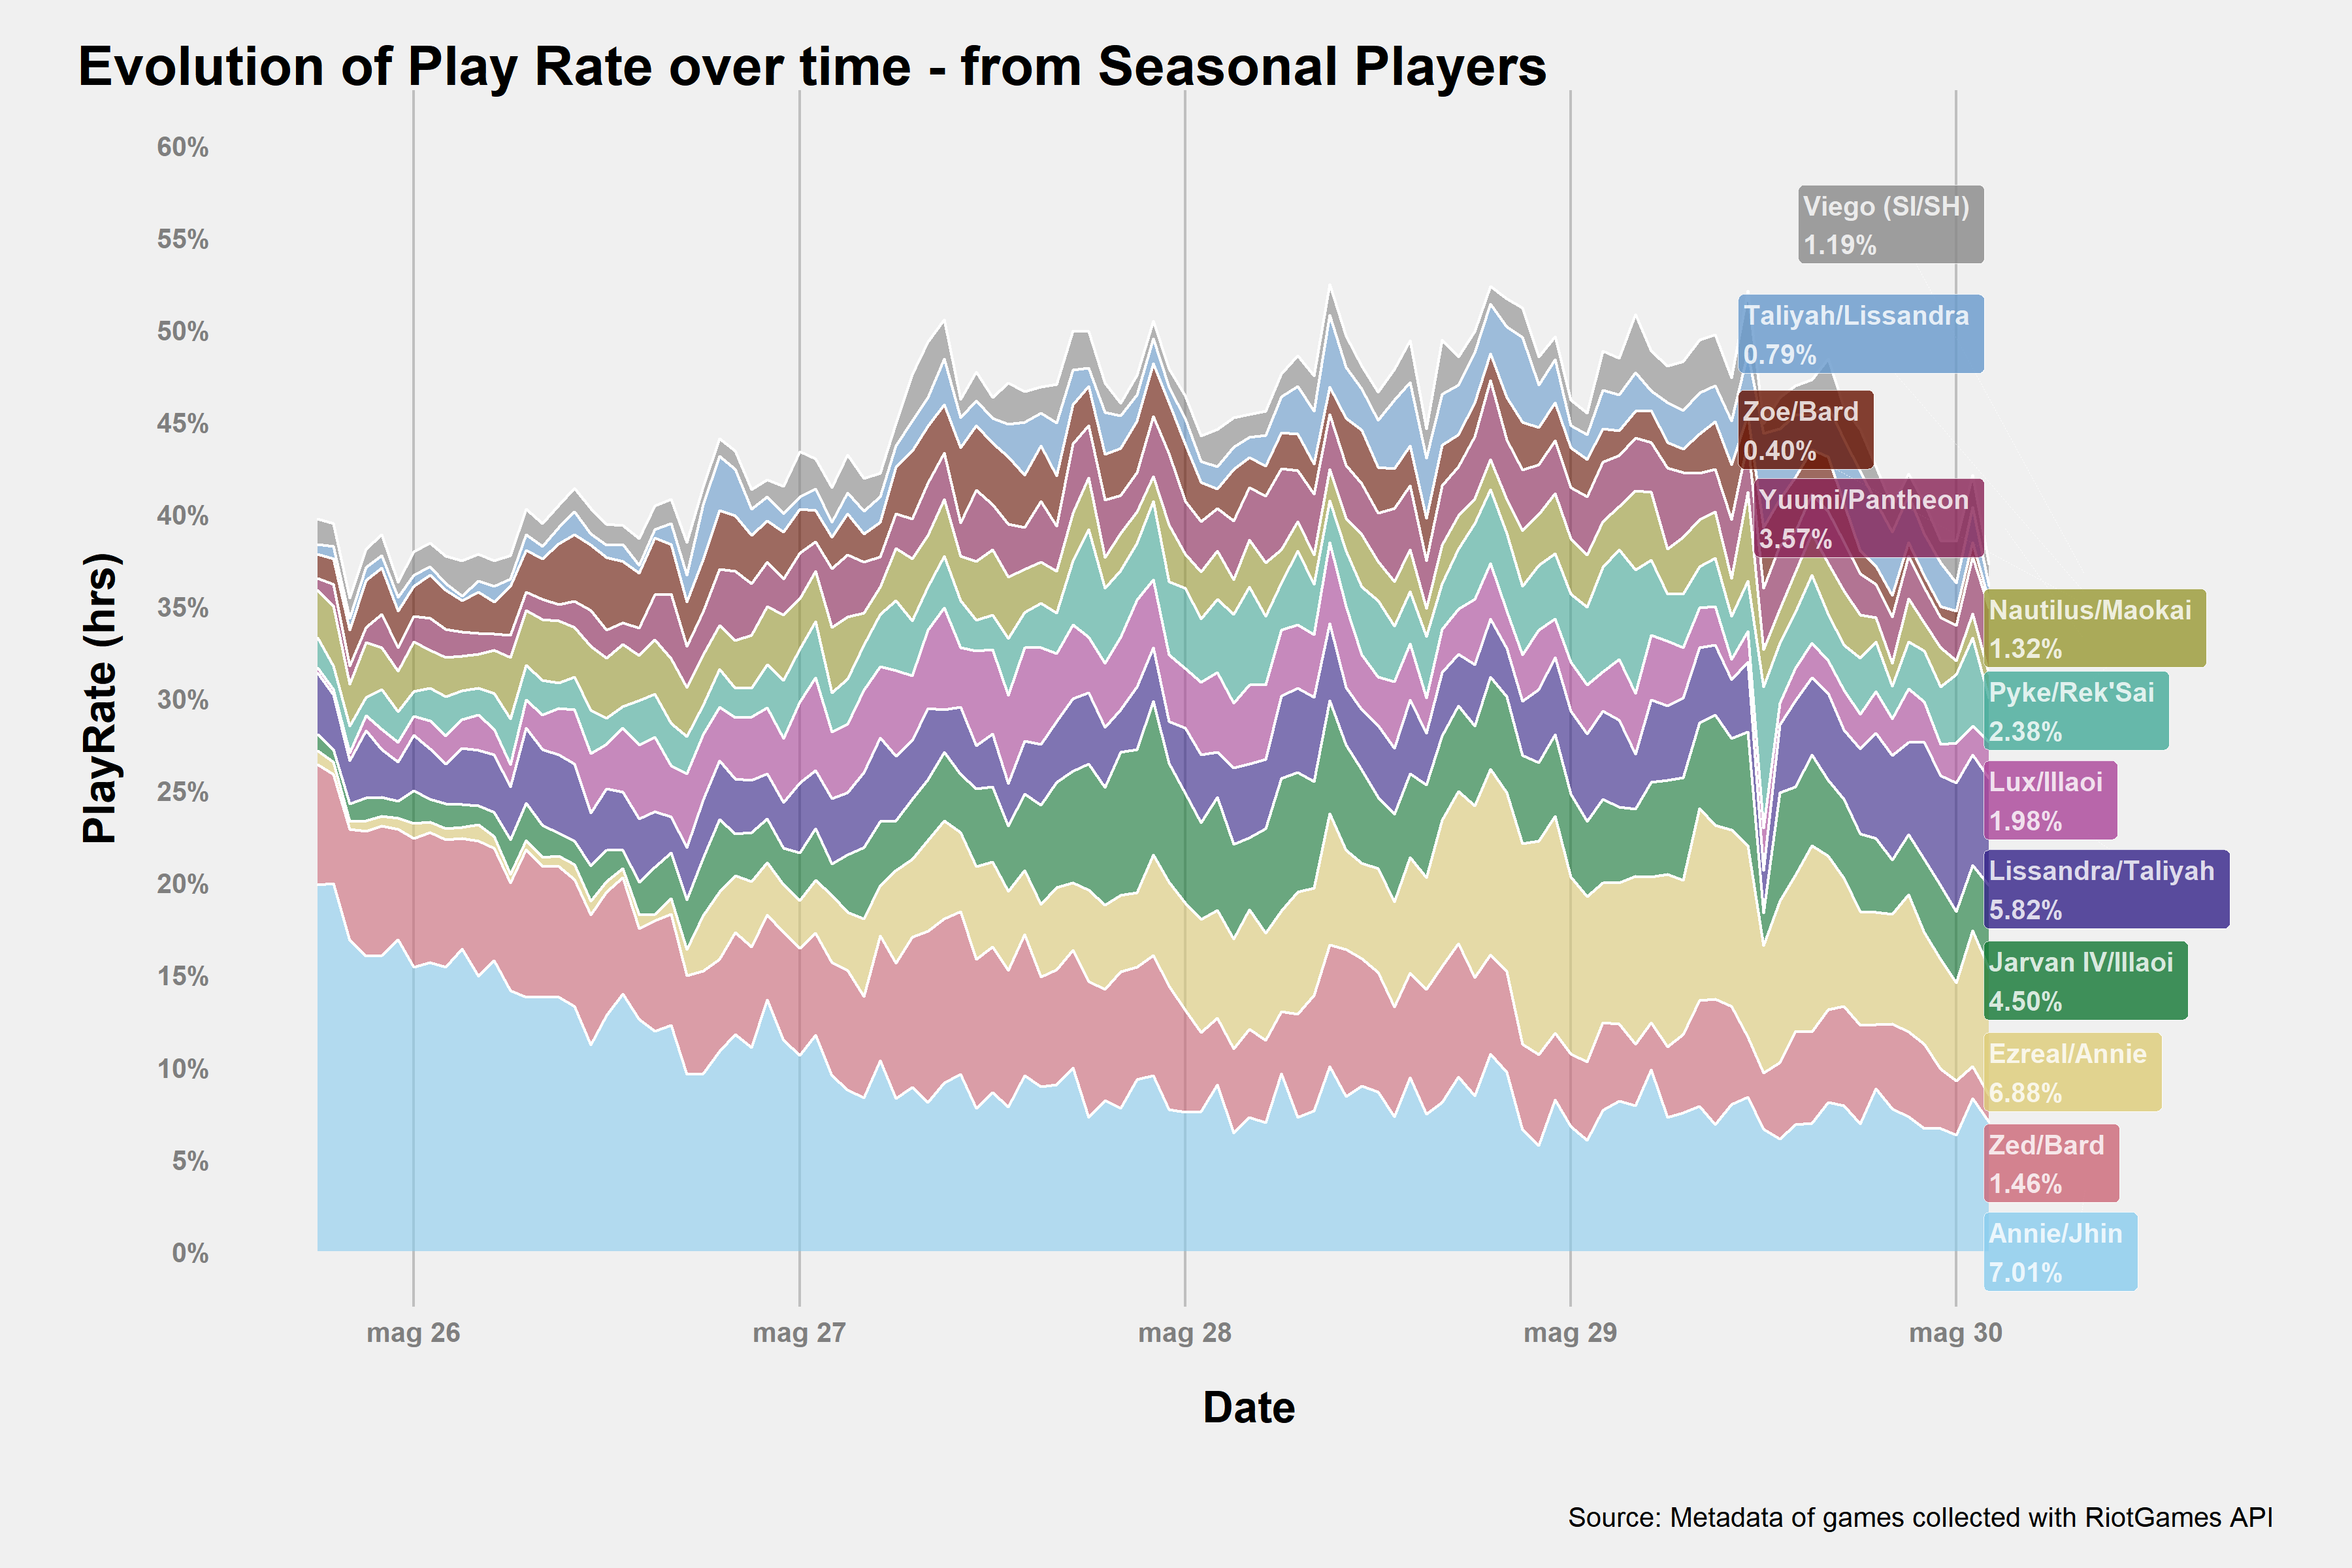 Evolution of Play Rate over time - from Seasonal Players
PlayRate (hrs)
60%
55%
50%
45%
40%
35%
30%
25%
20%
15%
10%
5%
0%
Viego (SI/SH)
1.19%
Taliyah/Lissandra
0.79%
Zoe/Bard
0.40%
Yuumi/Pantheon
3.57%
Nautilus/Maokai
1.32%
Pyke/Rek'Sai
2.38%
Lux/Illaoi
1.98%
Lissandra/Taliyah
5.82%
Jarvan IV/Illaoi
4.50%
Ezreal/Annie
6.88%
Zed/Bard
1.46%
Annie/Jhin
7.01%
mag 26
mag 27
mag 28
mag 29
mag 30
Date
Source: Metadata of games collected with RiotGames API